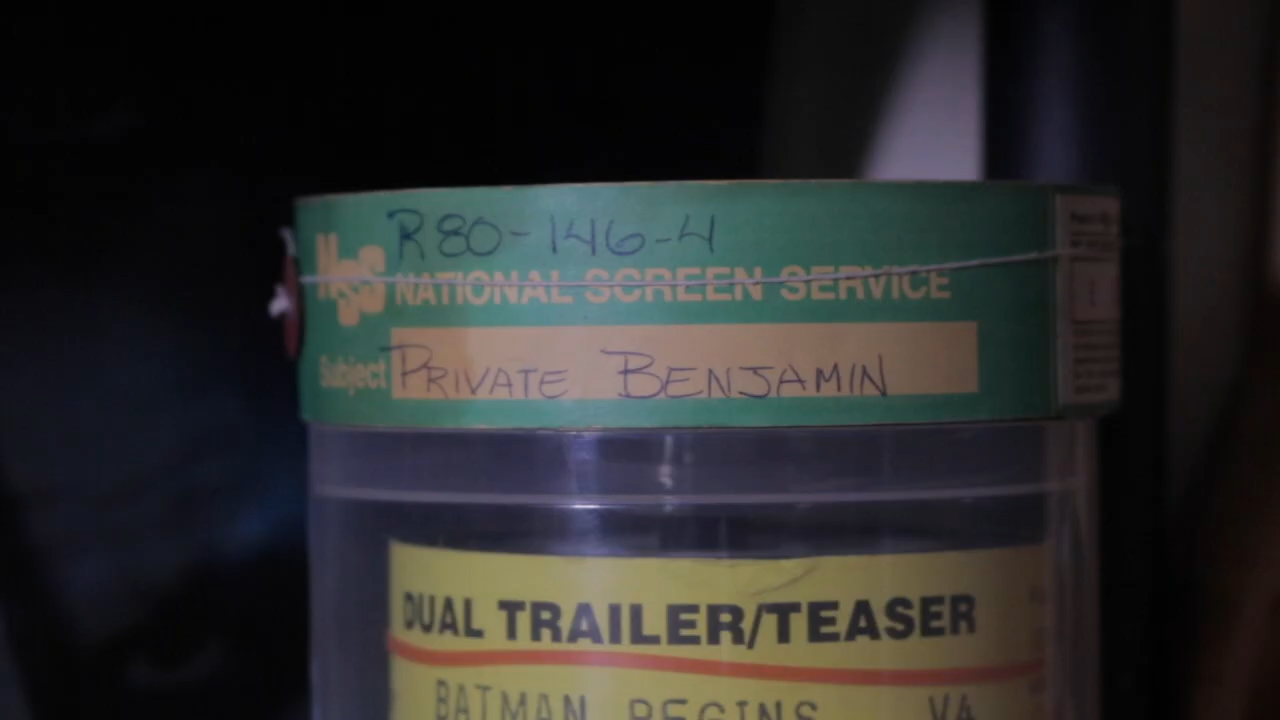 R80-146-4
NSS NATIONAL SCREEN SERVICE
Subject PRIVATE BENJAMIN
DUAL TRAILER/TEASER
BATMAN BEGINS VA